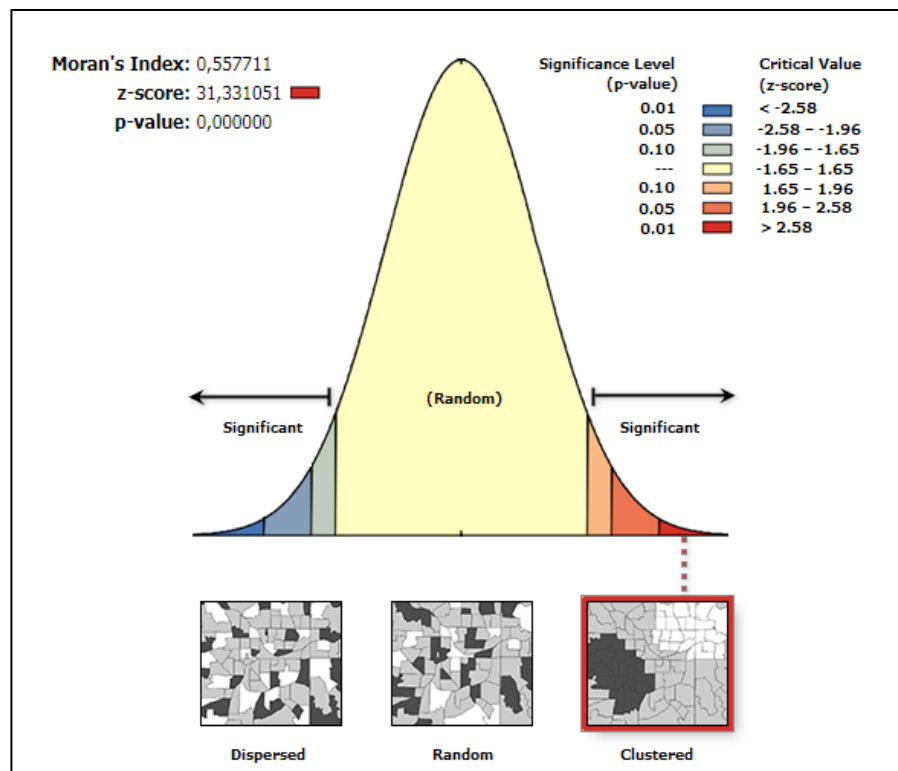 Moran's Index: 0,557711
z-score: 31,331051
p-value: 0,000000
Significance Level
(p-value)
Critical Value
(z-score)
0.01 < -2.58
0.05 -2.58 – -1.96
0.10 -1.96 – -1.65
--- -1.65 – 1.65
0.10 1.65 – 1.96
0.05 1.96 – 2.58
0.01 > 2.58
(Random)
Significant
Significant
Dispersed
Random
Clustered